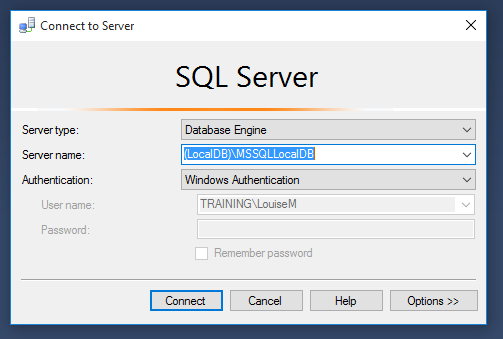 Connect to Server
SQL Server
Server type: Database Engine
Server name: (LocalDB)\MSSQLLocalDB
Authentication: Windows Authentication
User name: TRAINING\LouiseM
Password:
Remember password
Connect Cancel Help Options >>